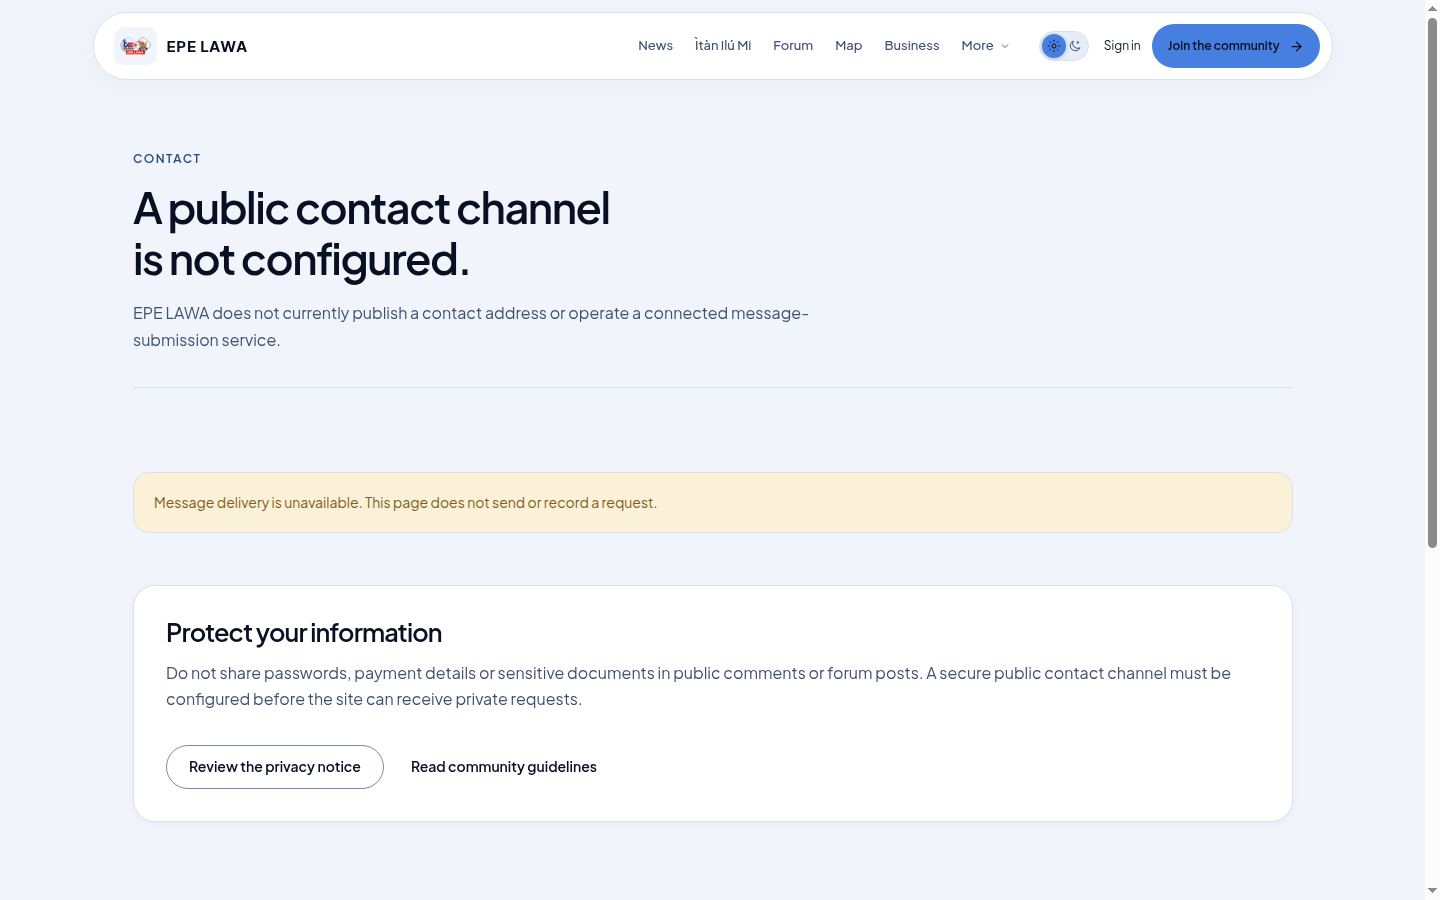 EPE LAWA
News
Ìtàn Ilú Mi
Forum
Map
Business
More
Sign in
Join the community
CONTACT
A public contact channel
is not configured.
EPE LAWA does not currently publish a contact address or operate a connected message-
submission service.
Message delivery is unavailable. This page does not send or record a request.
Protect your information
Do not share passwords, payment details or sensitive documents in public comments or forum posts. A secure public contact channel must be
configured before the site can receive private requests.
Review the privacy notice
Read community guidelines